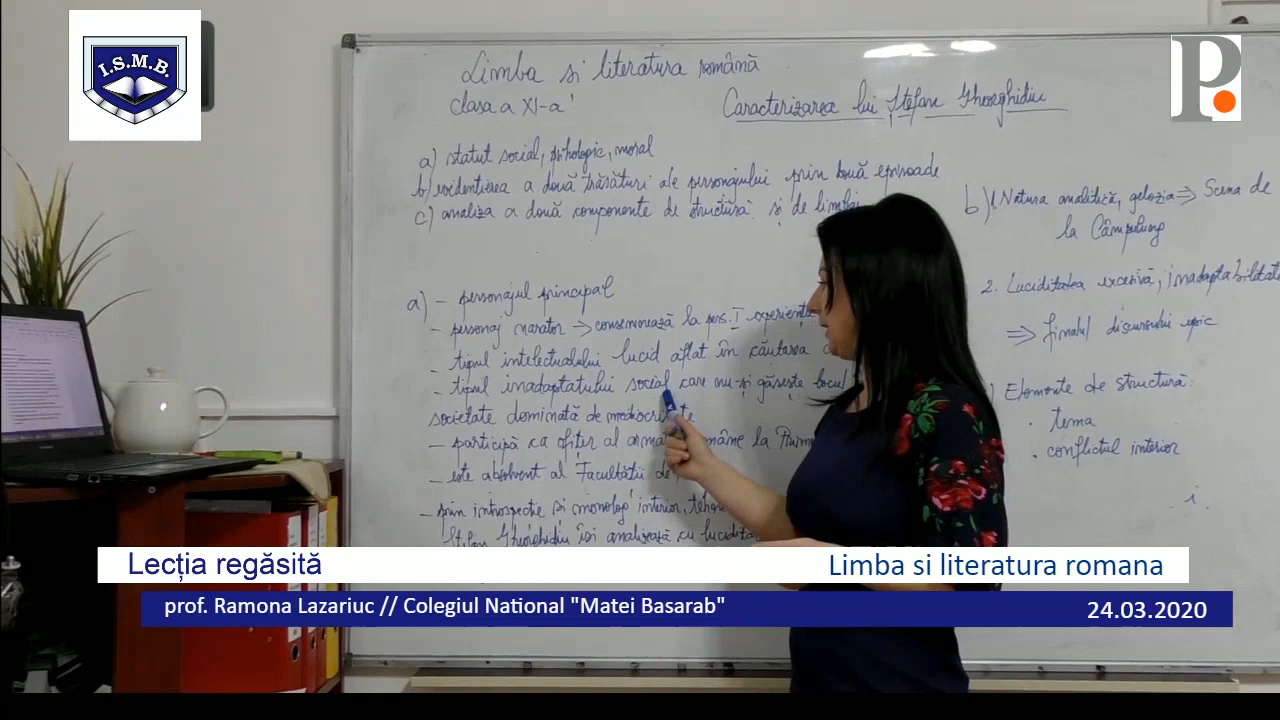 I.S.M.B.
P
Limba si literatura română
clasa a XI-a
Caracterizarea lui Ștefan Gheorghidiu
a) statut social, psihologic, moral
b) evidențierea a două trăsături ale personajului prin două episoade
c) analiza a două componente de structură și de limbaj
a) - personajul principal
- personaj narator → consemnează la pers. I experiența
- tipul intelectualului lucid aflat în căutarea
- tipul inadaptatului social care nu-și găsește locul
societate dominată de mediocritate
- participă ca ofițer al armatei române la Primul
- este absolvent al Facultății de
- prin introspecție și monolog interior,
Ștefan Gheorghidiu își analizează cu luciditate
b) 1. Natura analitică, gelozia ⇒ Scena de
la Câmpulung
2. Luciditatea excesivă, inadaptabilitatea
⇒ finalul discursului epic
Elemente de structură:
. tema
. conflictul interior
Lecția regăsită
Limba si literatura romana
prof. Ramona Lazariuc // Colegiul National "Matei Basarab"
24.03.2020